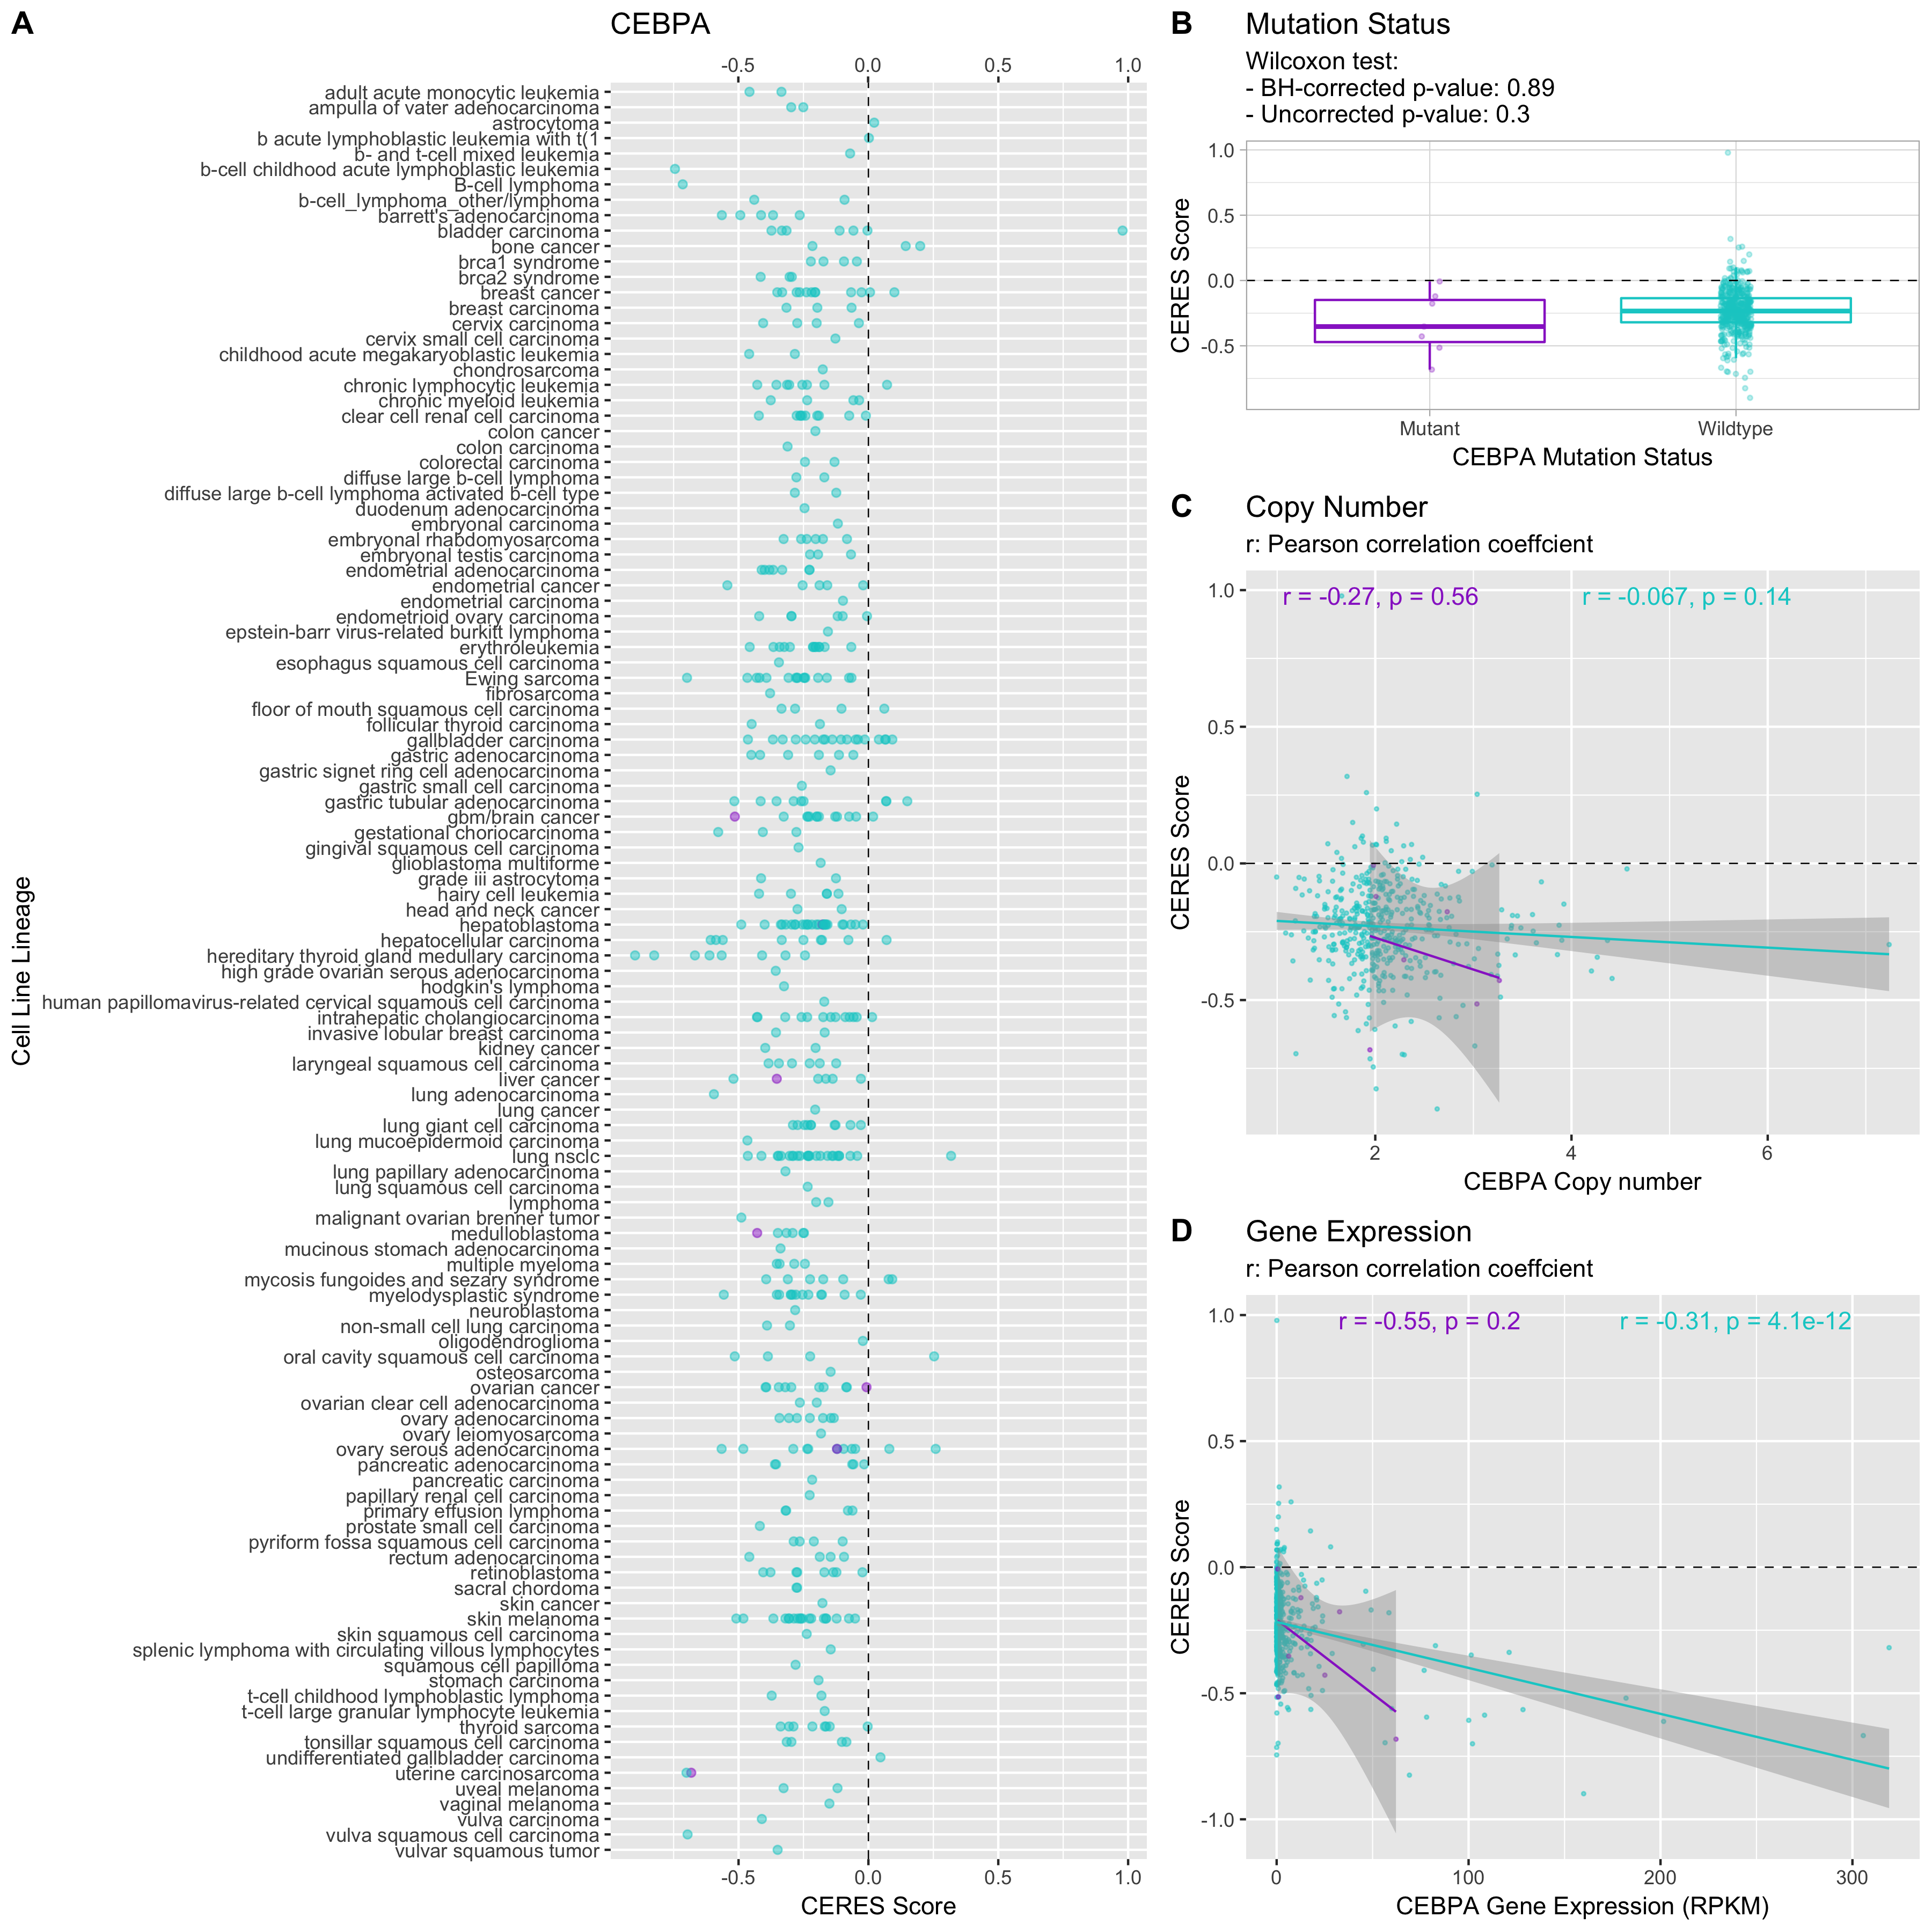 A
CEBPA
-0.5 0.0 0.5 1.0
Cell Line Lineage
adult acute monocytic leukemia
ampulla of vater adenocarcinoma
astrocytoma
b acute lymphoblastic leukemia with t(1
b- and t-cell mixed leukemia
b-cell childhood acute lymphoblastic leukemia
B-cell lymphoma
b-cell_lymphoma_other/lymphoma
barrett's adenocarcinoma
bladder carcinoma
bone cancer
brca1 syndrome
brca2 syndrome
breast cancer
breast carcinoma
cervix carcinoma
cervix small cell carcinoma
childhood acute megakaryoblastic leukemia
chondrosarcoma
chronic lymphocytic leukemia
chronic myeloid leukemia
clear cell renal cell carcinoma
colon cancer
colon carcinoma
colorectal carcinoma
diffuse large b-cell lymphoma
diffuse large b-cell lymphoma activated b-cell type
duodenum adenocarcinoma
embryonal carcinoma
embryonal rhabdomyosarcoma
embryonal testis carcinoma
endometrial adenocarcinoma
endometrial cancer
endometrial carcinoma
endometrioid ovary carcinoma
epstein-barr virus-related burkitt lymphoma
erythroleukemia
esophagus squamous cell carcinoma
Ewing sarcoma
fibrosarcoma
floor of mouth squamous cell carcinoma
follicular thyroid carcinoma
gallbladder carcinoma
gastric adenocarcinoma
gastric signet ring cell adenocarcinoma
gastric small cell carcinoma
gastric tubular adenocarcinoma
gbm/brain cancer
gestational choriocarcinoma
gingival squamous cell carcinoma
glioblastoma multiforme
grade iii astrocytoma
hairy cell leukemia
head and neck cancer
hepatoblastoma
hepatocellular carcinoma
hereditary thyroid gland medullary carcinoma
high grade ovarian serous adenocarcinoma
hodgkin's lymphoma
human papillomavirus-related cervical squamous cell carcinoma
intrahepatic cholangiocarcinoma
invasive lobular breast carcinoma
kidney cancer
laryngeal squamous cell carcinoma
liver cancer
lung adenocarcinoma
lung cancer
lung giant cell carcinoma
lung mucoepidermoid carcinoma
lung nsclc
lung papillary adenocarcinoma
lung squamous cell carcinoma
lymphoma
malignant ovarian brenner tumor
medulloblastoma
mucinous stomach adenocarcinoma
multiple myeloma
mycosis fungoides and sezary syndrome
myelodysplastic syndrome
neuroblastoma
non-small cell lung carcinoma
oligodendroglioma
oral cavity squamous cell carcinoma
osteosarcoma
ovarian cancer
ovarian clear cell adenocarcinoma
ovary adenocarcinoma
ovary leiomyosarcoma
ovary serous adenocarcinoma
pancreatic adenocarcinoma
pancreatic carcinoma
papillary renal cell carcinoma
primary effusion lymphoma
prostate small cell carcinoma
pyriform fossa squamous cell carcinoma
rectum adenocarcinoma
retinoblastoma
sacral chordoma
skin cancer
skin melanoma
skin squamous cell carcinoma
splenic lymphoma with circulating villous lymphocytes
squamous cell papilloma
stomach carcinoma
t-cell childhood lymphoblastic lymphoma
t-cell large granular lymphocyte leukemia
thyroid sarcoma
tonsillar squamous cell carcinoma
undifferentiated gallbladder carcinoma
uterine carcinosarcoma
uveal melanoma
vaginal melanoma
vulva carcinoma
vulva squamous cell carcinoma
vulvar squamous tumor
-0.5 0.0 0.5 1.0
CERES Score
B
Mutation Status
Wilcoxon test:
- BH-corrected p-value: 0.89
- Uncorrected p-value: 0.3
CERES Score
1.0
0.5
0.0
-0.5
Mutant Wildtype
CEBPA Mutation Status
C
Copy Number
r: Pearson correlation coeffcient
r = -0.27, p = 0.56 r = -0.067, p = 0.14
CERES Score
1.0
0.5
0.0
-0.5
2 4 6
CEBPA Copy number
D
Gene Expression
r: Pearson correlation coeffcient
r = -0.55, p = 0.2 r = -0.31, p = 4.1e-12
CERES Score
1.0
0.5
0.0
-0.5
-1.0
0 100 200 300
CEBPA Gene Expression (RPKM)